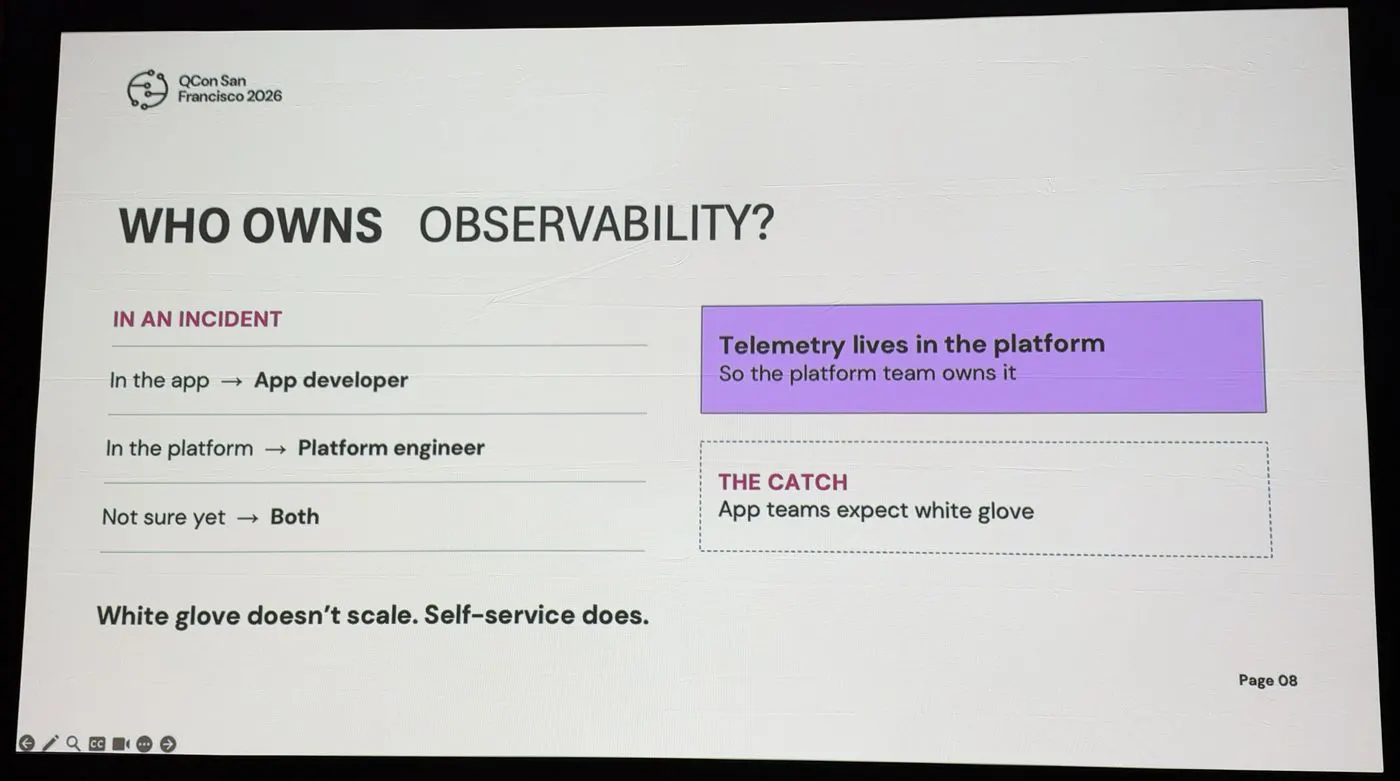 QCon San
Francisco 2026
WHO OWNS OBSERVABILITY?
IN AN INCIDENT
In the app → App developer
In the platform → Platform engineer
Not sure yet → Both
Telemetry lives in the platform
So the platform team owns it
THE CATCH
App teams expect white glove
White glove doesn't scale. Self-service does.
Page 08
CC